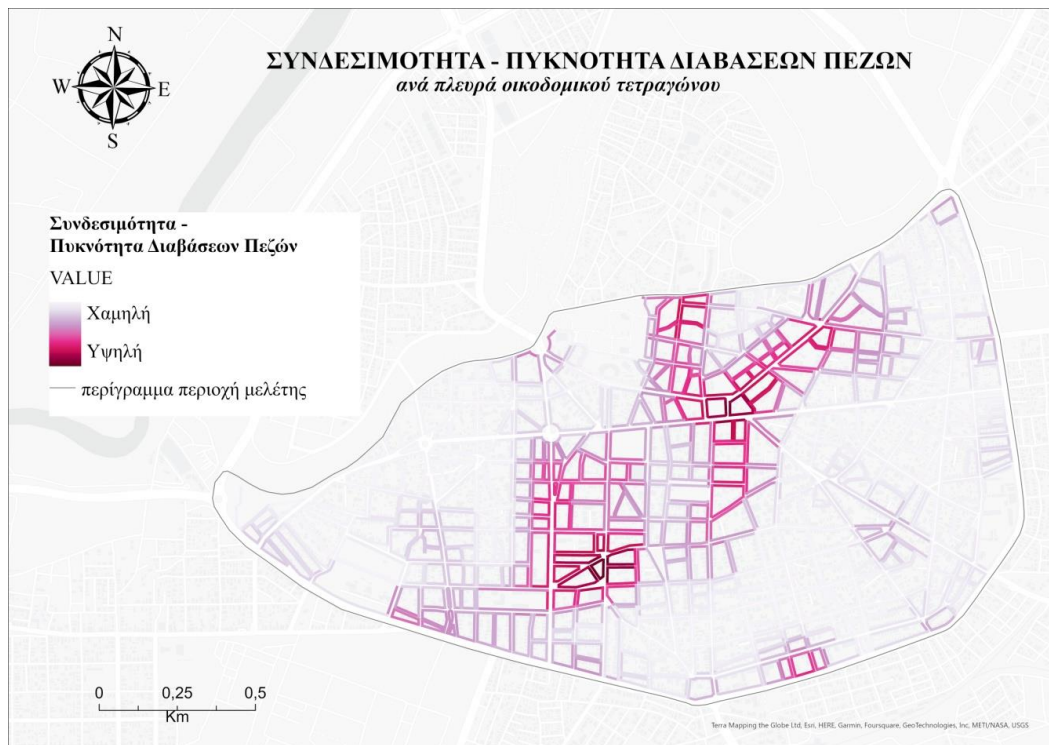 N
W E
S
ΣΥΝΔΕΣΙΜΟΤΗΤΑ - ΠΥΚΝΟΤΗΤΑ ΔΙΑΒΑΣΕΩΝ ΠΕΖΩΝ
ανά πλευρά οικοδομικού τετραγώνου
Συνδεσιμότητα -
Πυκνότητα Διαβάσεων Πεζών
VALUE
Χαμηλή
Υψηλή
περίγραμμα περιοχή μελέτης
0 0,25 0,5
Km
Terra Mapping the Globe Ltd, Esri, HERE, Garmin, Foursquare, GeoTechnologies, Inc, METI/NASA, USGS